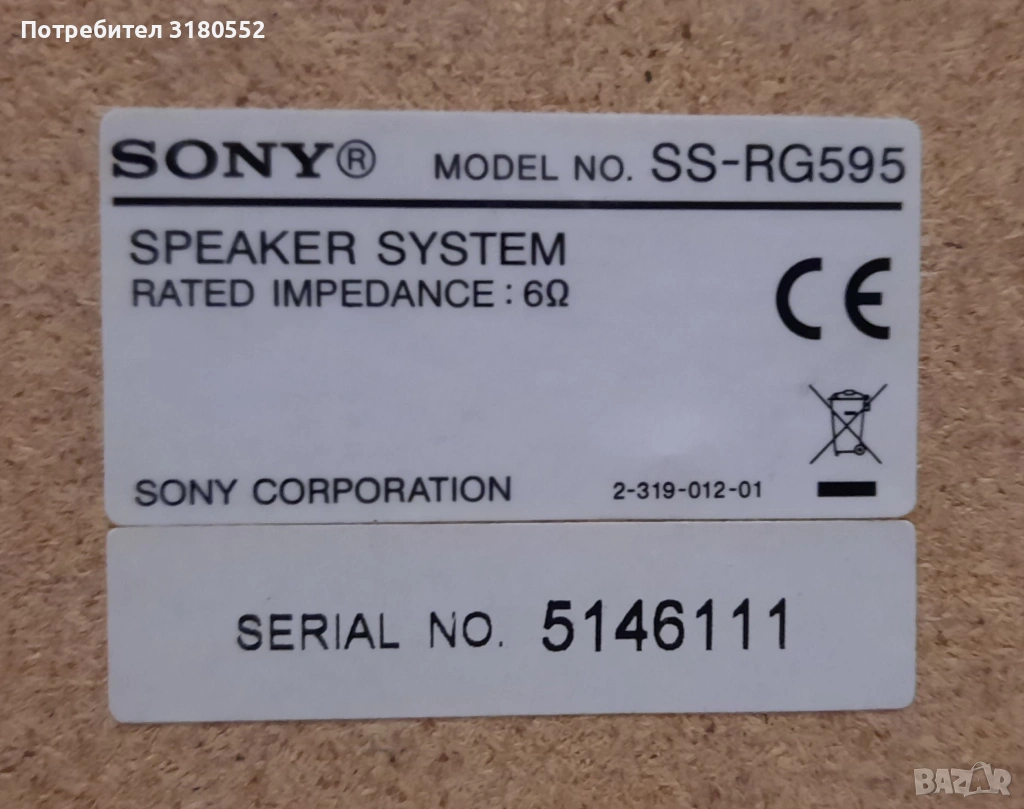 Потребител 3180552
SONY® MODEL NO. SS-RG595
SPEAKER SYSTEM
RATED IMPEDANCE : 6Ω
CE
SONY CORPORATION 2-319-012-01
SERIAL NO. 5146111
BAZAR